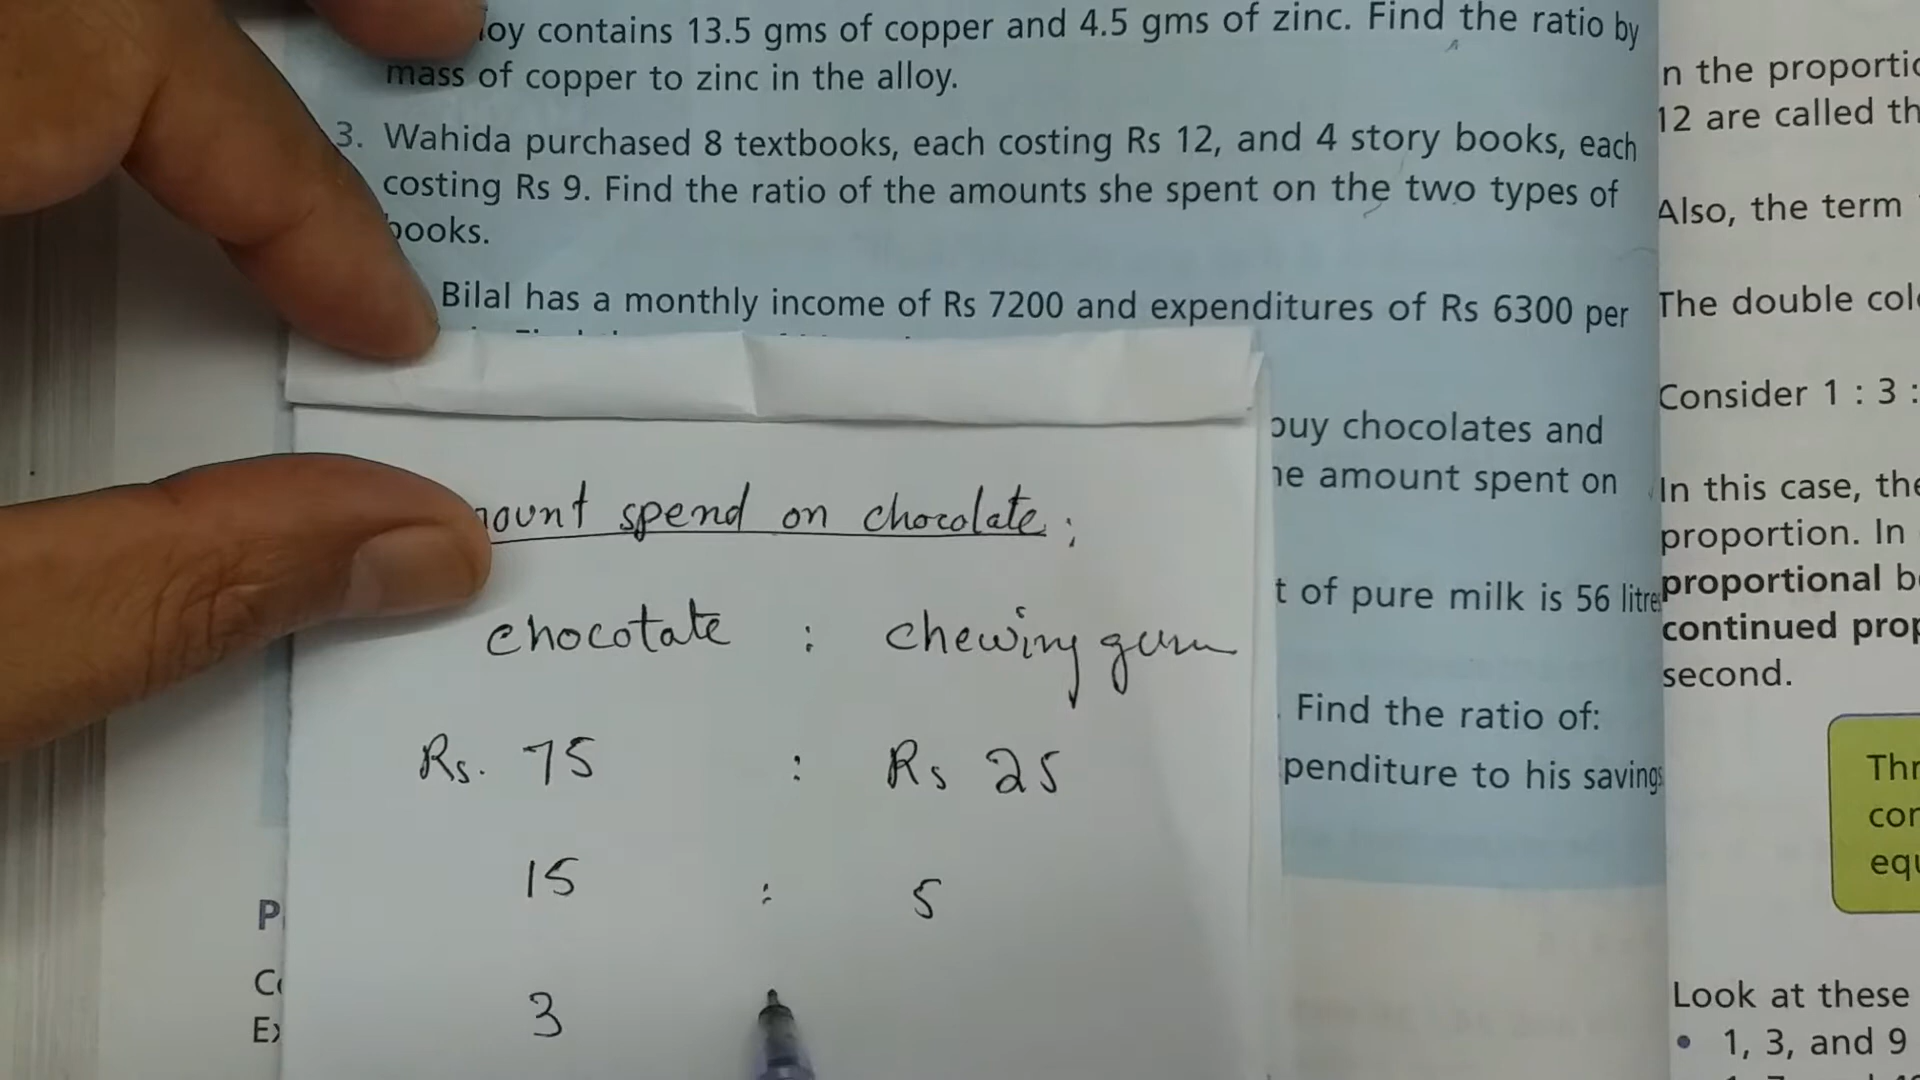 loy contains 13.5 gms of copper and 4.5 gms of zinc. Find the ratio by
mass of copper to zinc in the alloy.
3. Wahida purchased 8 textbooks, each costing Rs 12, and 4 story books, each
costing Rs 9. Find the ratio of the amounts she spent on the two types of
books.
Bilal has a monthly income of Rs 7200 and expenditures of Rs 6300 per
buy chocolates and
he amount spent on
t of pure milk is 56 litre
. Find the ratio of:
penditure to his savings
mount spend on chocolate :
chocotate : chewing gum
Rs. 75 : Rs 25
15 : 5
3
P
Ex
n the proportio
12 are called th
Also, the term
The double colo
Consider 1 : 3 :
In this case, the
proportion. In
proportional b
continued prop
second.
Thr
con
equ
Look at these
• 1, 3, and 9